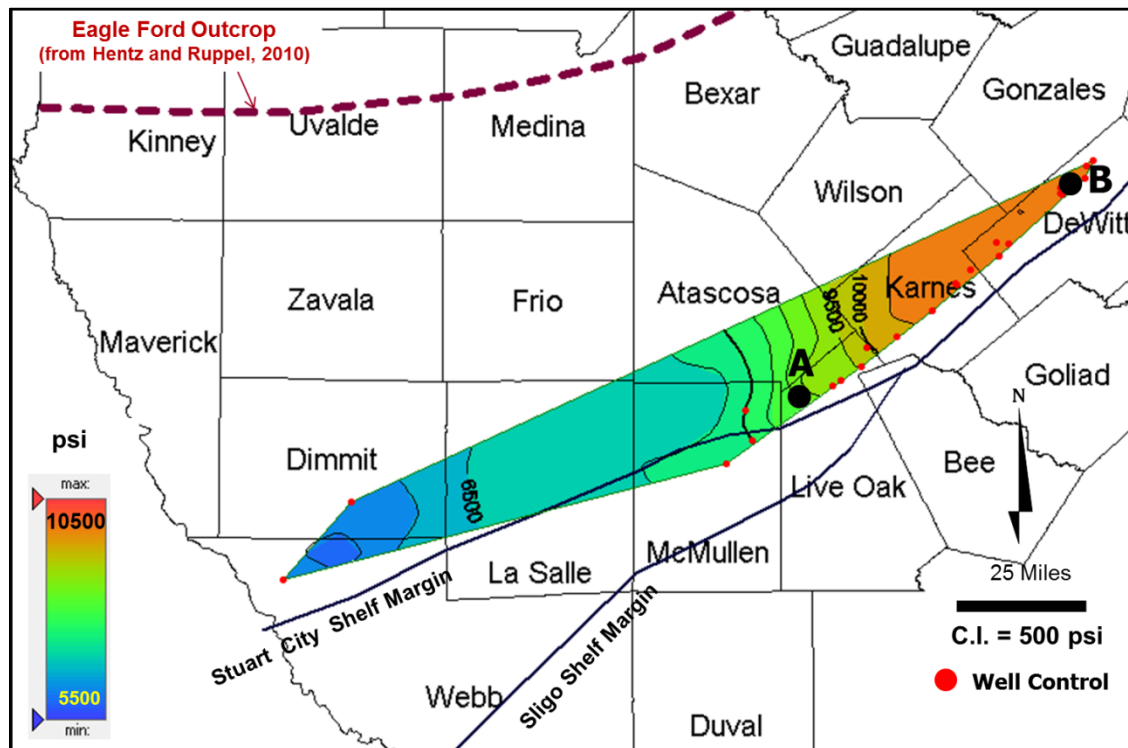 Eagle Ford Outcrop
(from Hentz and Ruppel, 2010)
Guadalupe
Bexar
Gonzales
Kinney
Uvalde
Medina
Wilson
B
DeWitt
Zavala
Frio
Atascosa
9500
10000
Karnes
Maverick
A
Goliad
N
psi
max:
10500
5500
min:
Dimmit
6500
Bee
Live Oak
La Salle
McMullen
25 Miles
C.I. = 500 psi
Well Control
Stuart City Shelf Margin
Sligo Shelf Margin
Webb
Duval